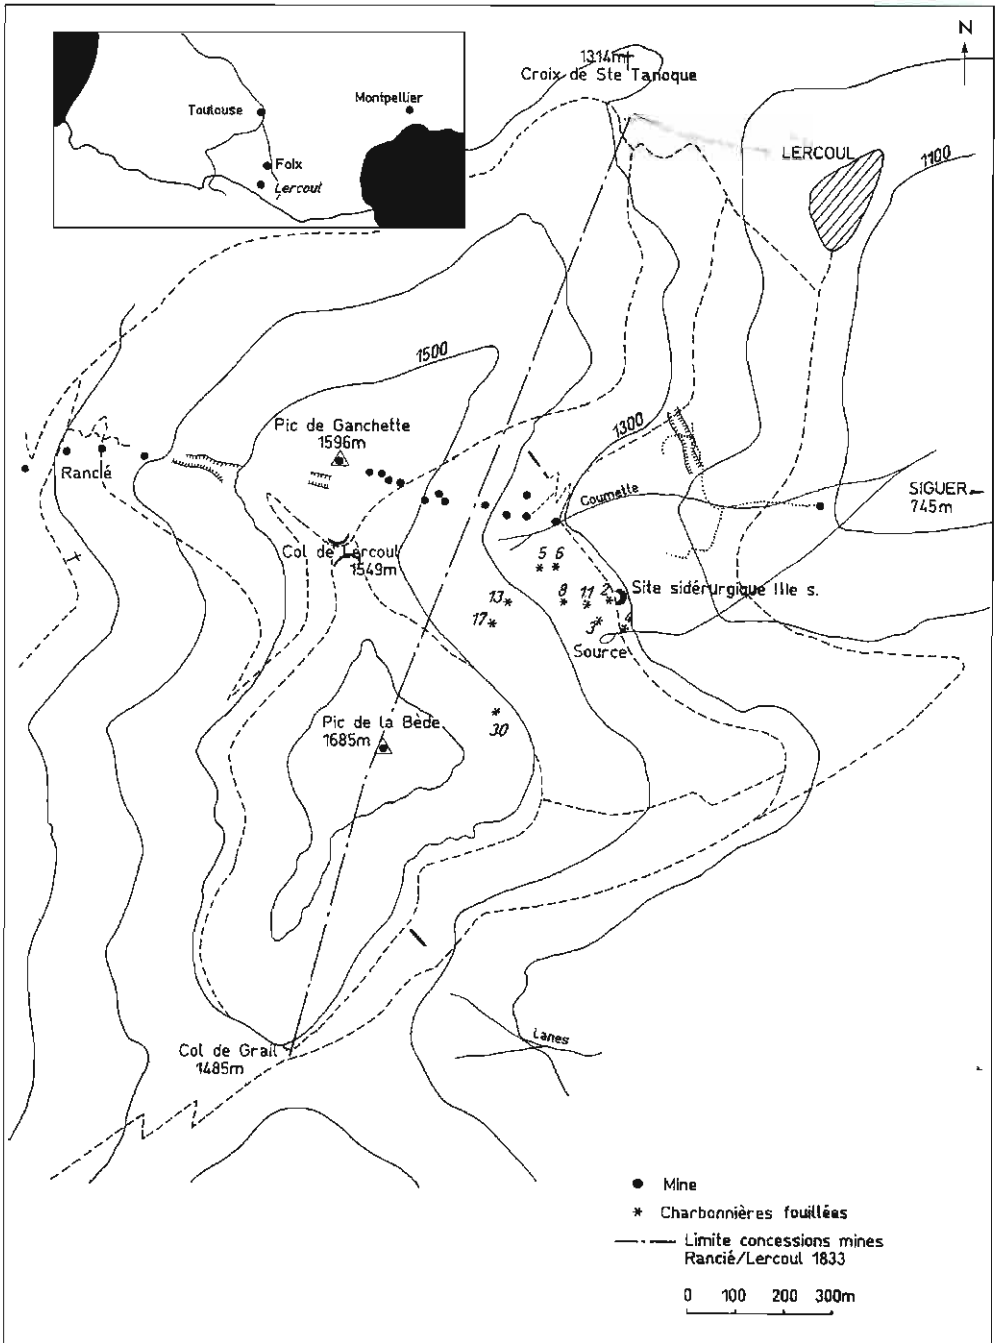 N
1314m
Croix de Ste Tanoque
Toulouse
Montpellier
Foix
Lercoul
LERCOUL
1100
1500
Pic de Ganchette
1596m
1300
Rancié
Coumette
SIGUER
745m
Col de Lercoul
1549m
5 6
8 11 2
Site sidérurgique IIIe s.
13
17
3
4
Source
Pic de la Bède
1685m
30
Col de Grail
1485m
Lanes
Mine
* Charbonnières fouillées
Limite concessions mines
Rancié/Lercoul 1833
0 100 200 300m